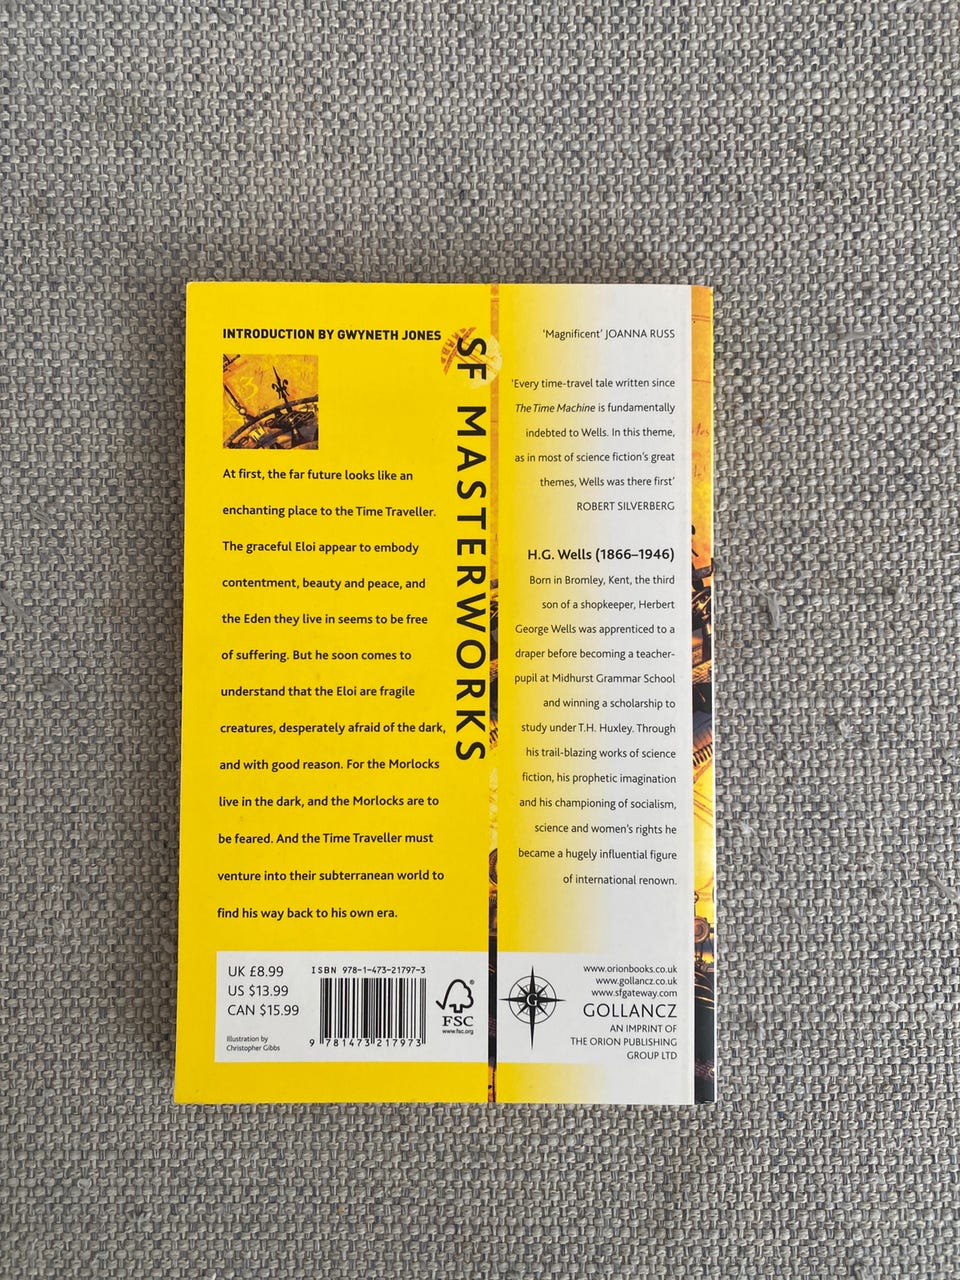 INTRODUCTION BY GWYNETH JONES
At first, the far future looks like an
enchanting place to the Time Traveller.
The graceful Eloi appear to embody
contentment, beauty and peace, and
the Eden they live in seems to be free
of suffering. But he soon comes to
understand that the Eloi are fragile
creatures, desperately afraid of the dark,
and with good reason. For the Morlocks
live in the dark, and the Morlocks are to
be feared. And the Time Traveller must
venture into their subterranean world to
find his way back to his own era.
UK £8.99
US $13.99
CAN $15.99
Illustration by
Christopher Gibbs
ISBN 978-1-473-21797-3
9 781473 217973
FSC
www.fsc.org
SF MASTERWORKS
'Magnificent' JOANNA RUSS
'Every time-travel tale written since
The Time Machine is fundamentally
indebted to Wells. In this theme,
as in most of science fiction's great
themes, Wells was there first'
ROBERT SILVERBERG
H.G. Wells (1866–1946)
Born in Bromley, Kent, the third
son of a shopkeeper, Herbert
George Wells was apprenticed to a
draper before becoming a teacher-
pupil at Midhurst Grammar School
and winning a scholarship to
study under T.H. Huxley. Through
his trail-blazing works of science
fiction, his prophetic imagination
and his championing of socialism,
science and women's rights he
became a hugely influential figure
of international renown.
G
www.orionbooks.co.uk
www.gollancz.co.uk
www.sfgateway.com
GOLLANCZ
AN IMPRINT OF
THE ORION PUBLISHING
GROUP LTD